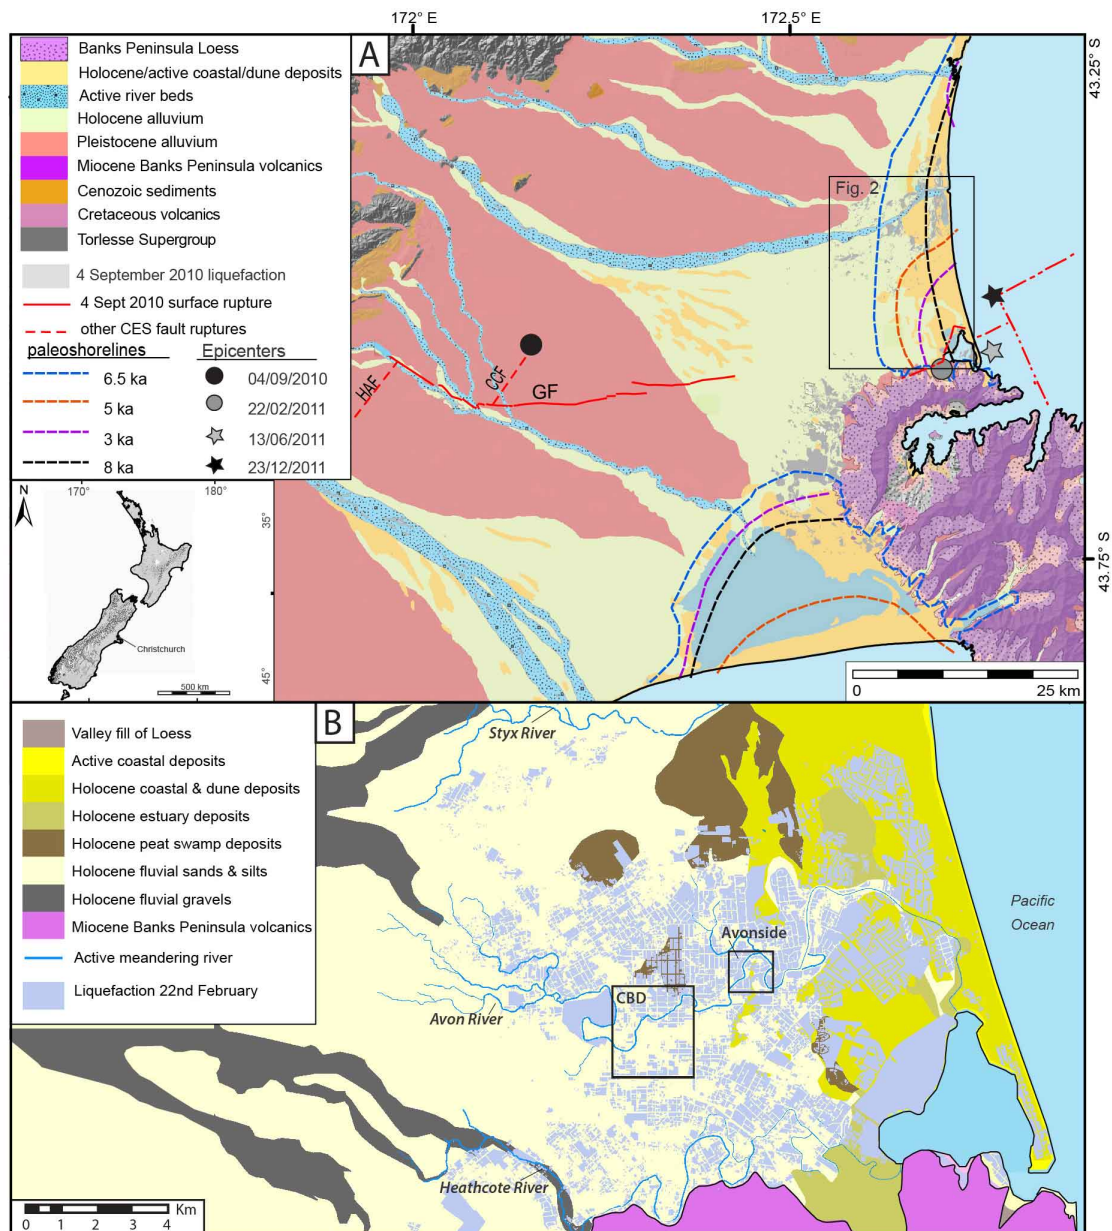 172° E
172.5° E
A
43.25° S
Banks Peninsula Loess
Holocene/active coastal/dune deposits
Active river beds
Holocene alluvium
Pleistocene alluvium
Miocene Banks Peninsula volcanics
Cenozoic sediments
Cretaceous volcanics
Torlesse Supergroup
4 September 2010 liquefaction
4 Sept 2010 surface rupture
other CES fault ruptures
paleoshorelines
Epicenters
6.5 ka
04/09/2010
5 ka
22/02/2011
3 ka
13/06/2011
8 ka
23/12/2011
Fig. 2
HAF
CCF
GF
43.75° S
N
170°
180°
35°
45°
Christchurch
500 km
0
25 km
B
Valley fill of Loess
Active coastal deposits
Holocene coastal & dune deposits
Holocene estuary deposits
Holocene peat swamp deposits
Holocene fluvial sands & silts
Holocene fluvial gravels
Miocene Banks Peninsula volcanics
Active meandering river
Liquefaction 22nd February
Styx River
Pacific
Ocean
Avonside
CBD
Avon River
Heathcote River
Km
0 1 2 3 4